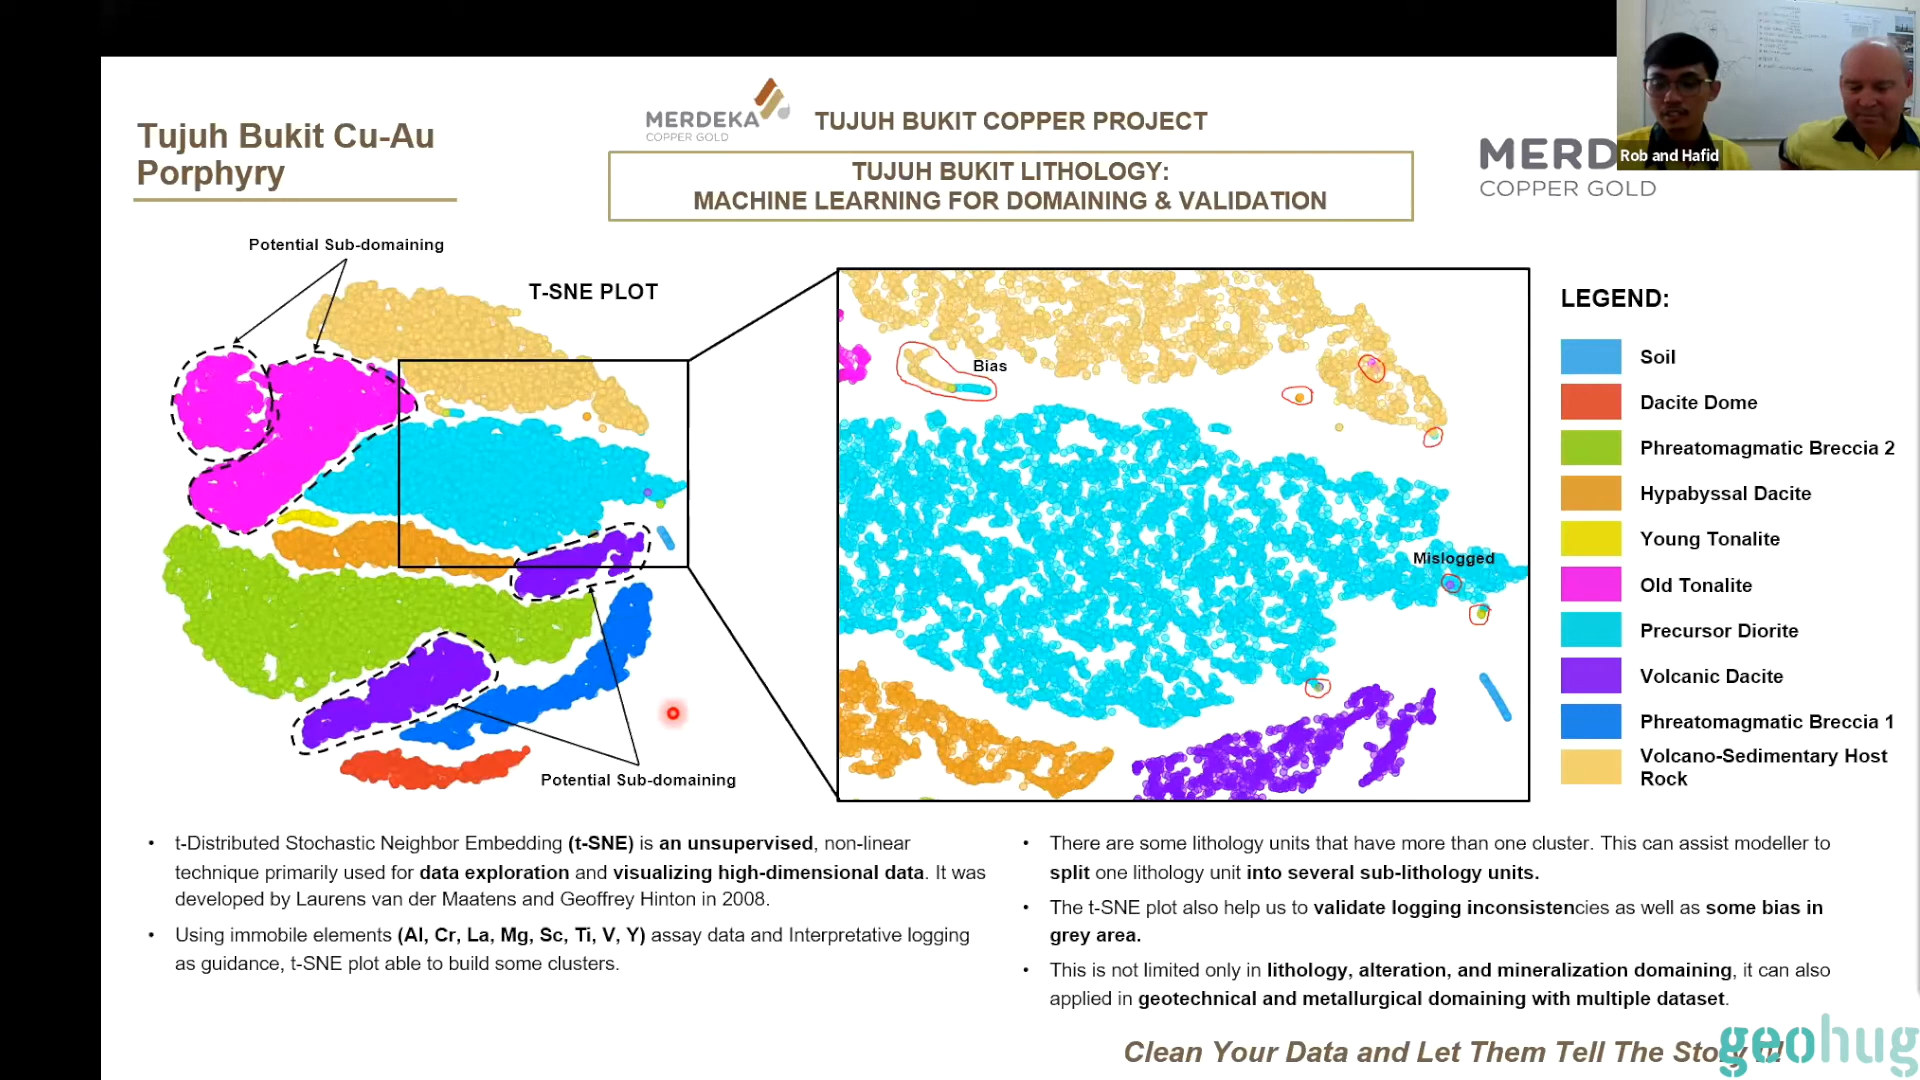 Tujuh Bukit Cu-Au
Porphyry
MERDEKA
COPPER GOLD
TUJUH BUKIT COPPER PROJECT
TUJUH BUKIT LITHOLOGY:
MACHINE LEARNING FOR DOMAINING & VALIDATION
MERD
COPPER GOLD
Rob and Hafid
Potential Sub-domaining
T-SNE PLOT
Bias
Mislogged
Potential Sub-domaining
LEGEND:
Soil
Dacite Dome
Phreatomagmatic Breccia 2
Hypabyssal Dacite
Young Tonalite
Old Tonalite
Precursor Diorite
Volcanic Dacite
Phreatomagmatic Breccia 1
Volcano-Sedimentary Host
Rock
• t-Distributed Stochastic Neighbor Embedding (t-SNE) is an unsupervised, non-linear
technique primarily used for data exploration and visualizing high-dimensional data. It was
developed by Laurens van der Maatens and Geoffrey Hinton in 2008.
• Using immobile elements (Al, Cr, La, Mg, Sc, Ti, V, Y) assay data and Interpretative logging
as guidance, t-SNE plot able to build some clusters.
• There are some lithology units that have more than one cluster. This can assist modeller to
split one lithology unit into several sub-lithology units.
• The t-SNE plot also help us to validate logging inconsistencies as well as some bias in
grey area.
• This is not limited only in lithology, alteration, and mineralization domaining, it can also
applied in geotechnical and metallurgical domaining with multiple dataset.
Clean Your Data and Let Them Tell The Story
geohug